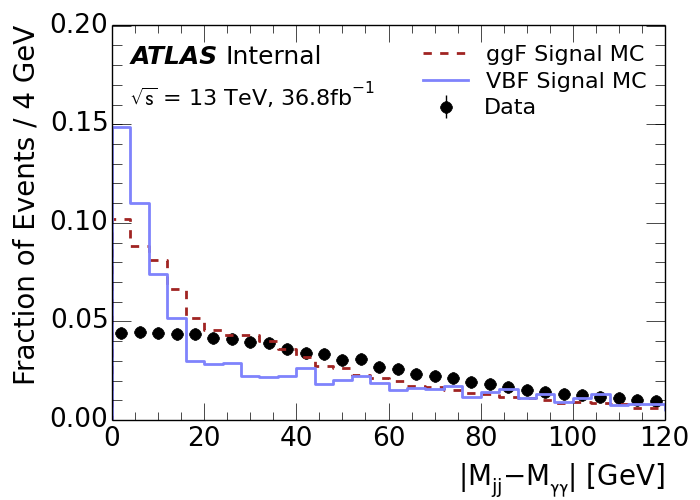 0.20
0.15
0.10
0.05
0.00
Fraction of Events / 4 GeV
ATLAS Internal
√s = 13 TeV, 36.8fb⁻¹
ggF Signal MC
VBF Signal MC
Data
0 20 40 60 80 100 120
|Mjj−Mγγ| [GeV]